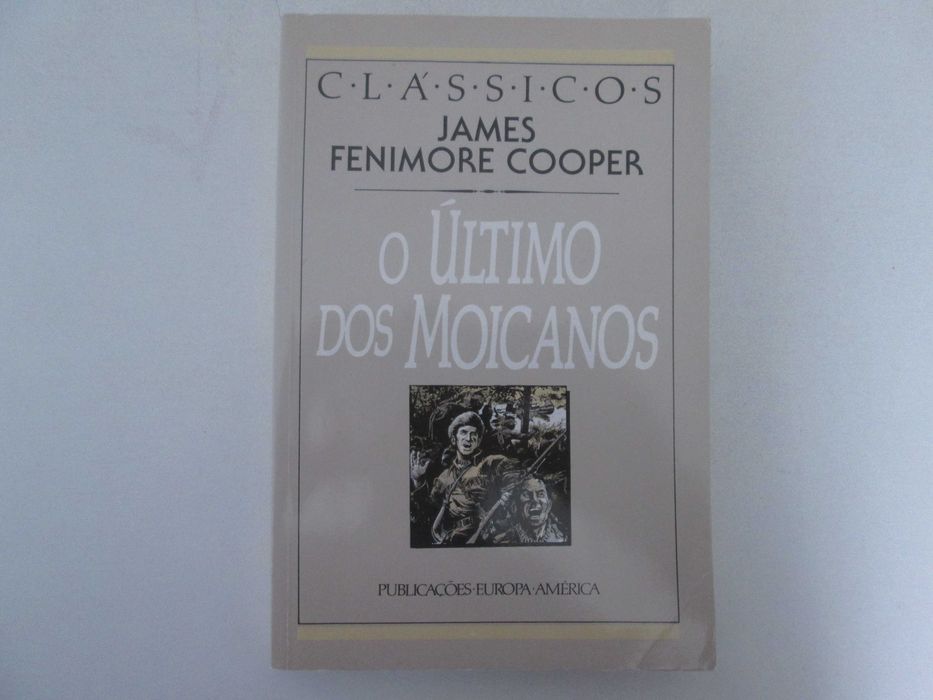 C·L·Á·S·S·I·C·O·S
JAMES
FENIMORE COOPER
O ÚLTIMO
DOS MOICANOS
PUBLICAÇÕES·EUROPA·AMÉRICA